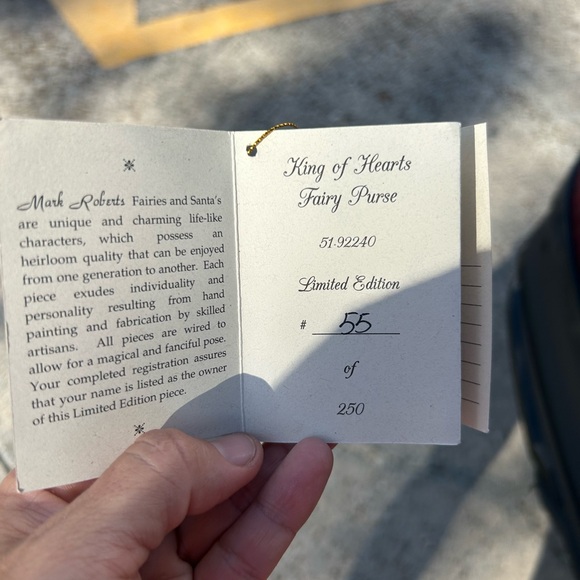 Mark Roberts Fairies and Santa's
are unique and charming life-like
characters, which possess an
heirloom quality that can be enjoyed
from one generation to another. Each
piece exudes individuality and
personality resulting from hand
painting and fabrication by skilled
artisans. All pieces are wired to
allow for a magical and fanciful pose.
Your completed registration assures
that your name is listed as the owner
of this Limited Edition piece.
King of Hearts
Fairy Purse
51-92240
Limited Edition
# 55
of
250